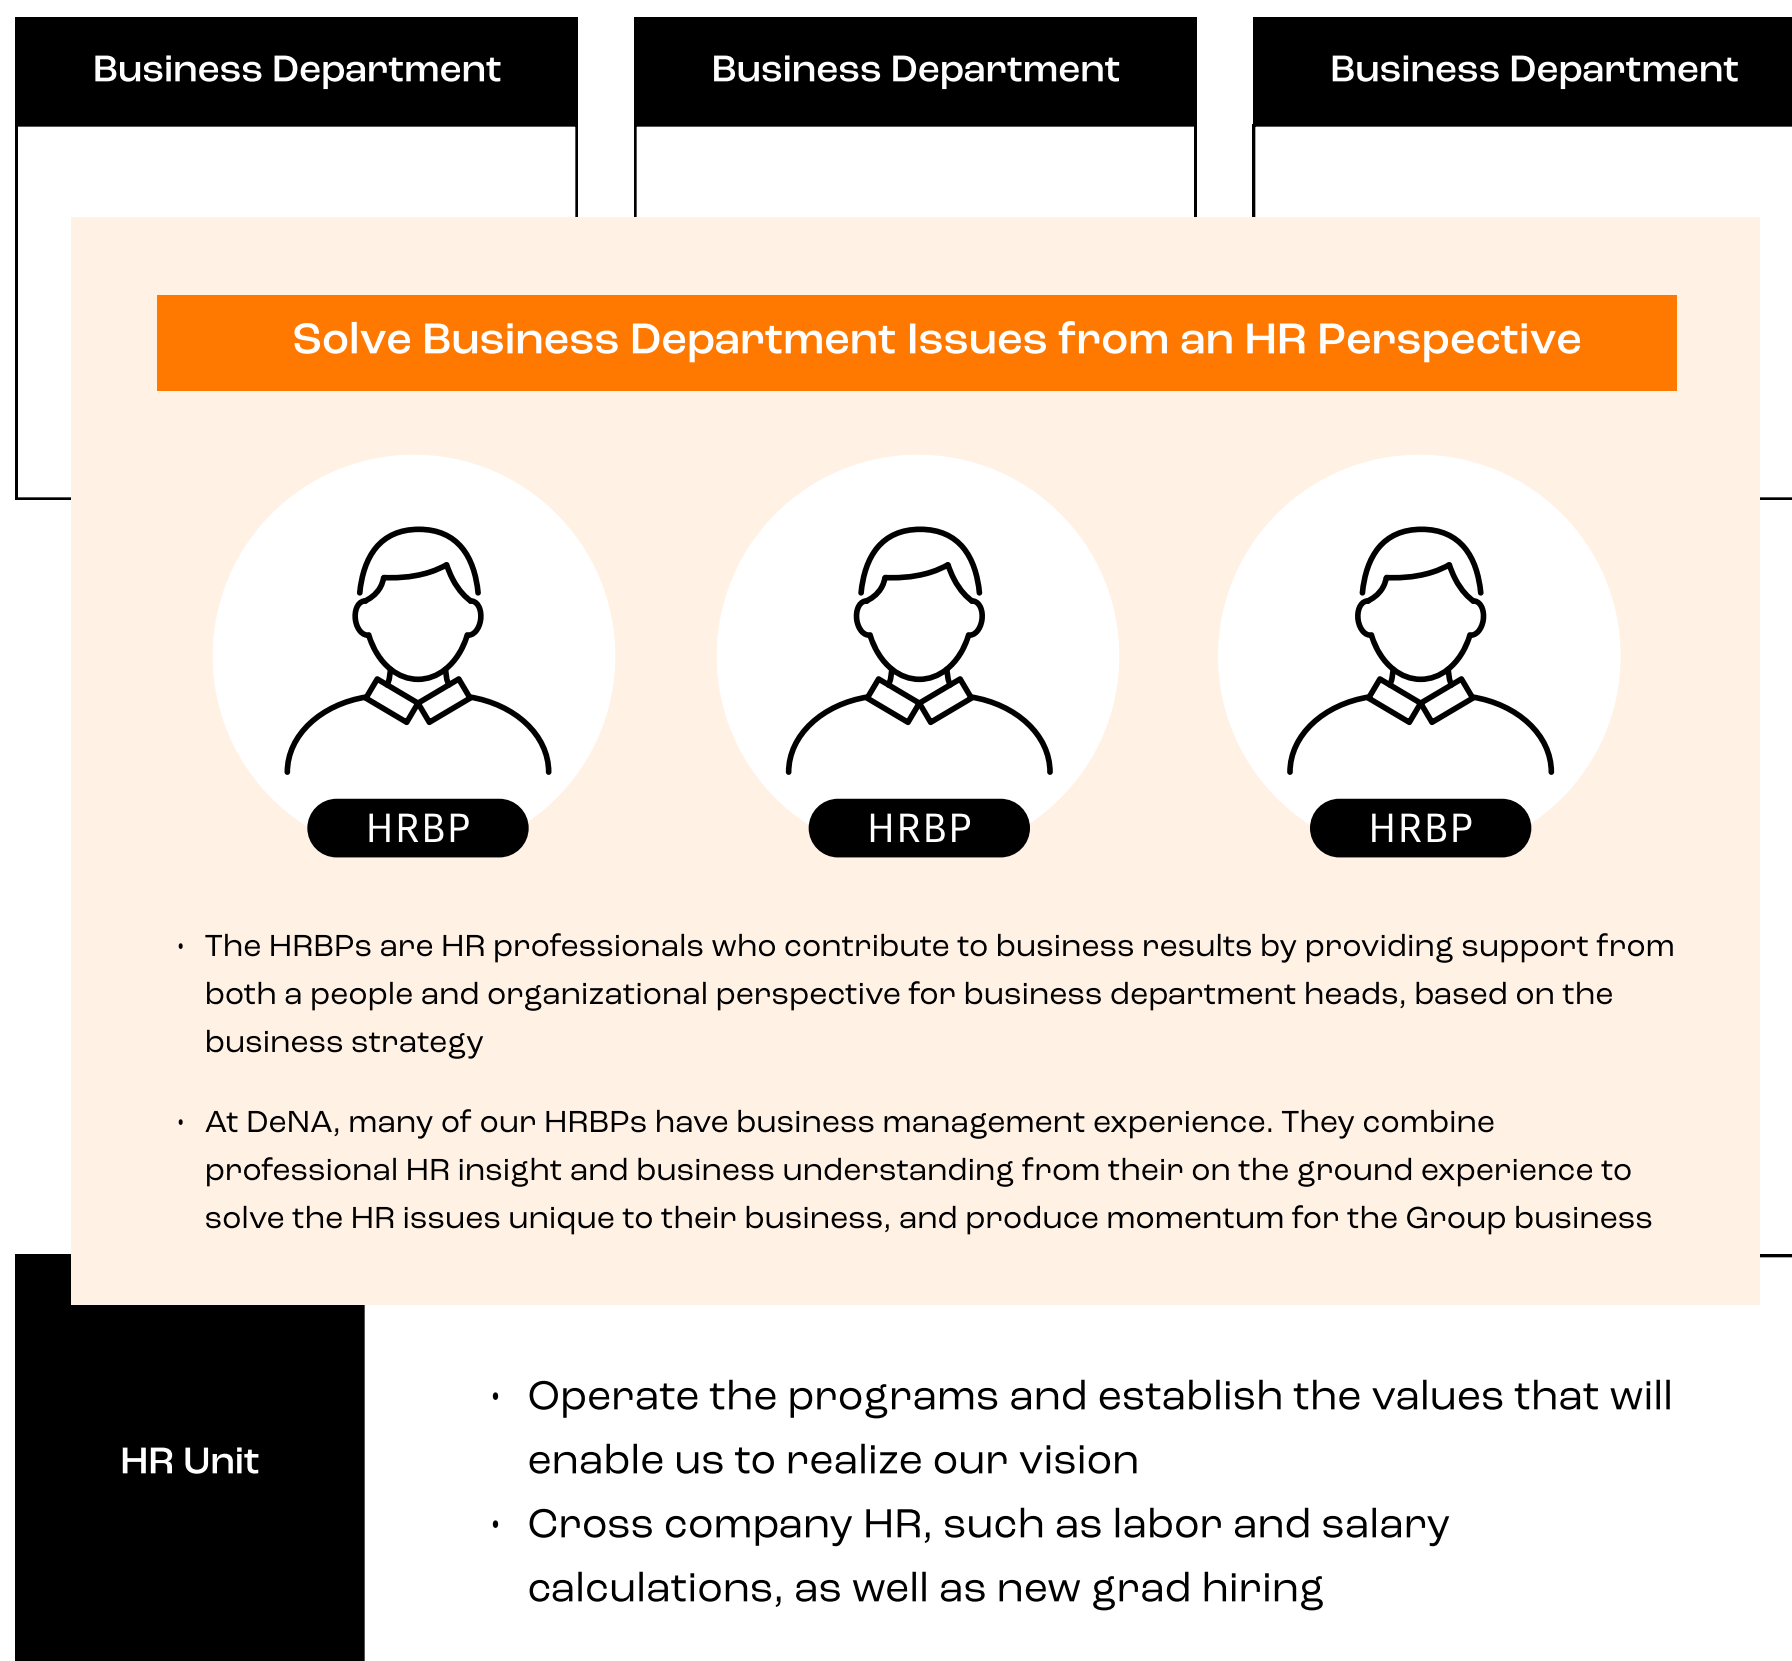 Business Department
Business Department
Business Department
Solve Business Department Issues from an HR Perspective
HRBP
HRBP
HRBP
・ The HRBPs are HR professionals who contribute to business results by providing support from
both a people and organizational perspective for business department heads, based on the
business strategy
・ At DeNA, many of our HRBPs have business management experience. They combine
professional HR insight and business understanding from their on the ground experience to
solve the HR issues unique to their business, and produce momentum for the Group business
HR Unit
・ Operate the programs and establish the values that will
enable us to realize our vision
・ Cross company HR, such as labor and salary
calculations, as well as new grad hiring